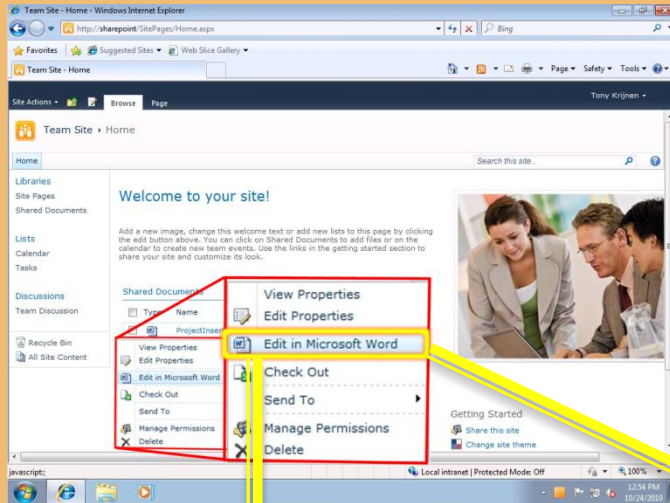 Team Site - Home - Windows Internet Explorer
http://sharepoint/SitePages/Home.aspx
Bing
Favorites
Suggested Sites
Web Slice Gallery
Team Site - Home
Page
Safety
Tools
Tony Krijnen
Site Actions
Browse
Page
Team Site
Home
Home
Search this site...
Libraries
Site Pages
Shared Documents
Lists
Calendar
Tasks
Discussions
Team Discussion
Recycle Bin
All Site Content
Welcome to your site!
Add a new image, change this welcome text or add new lists to this page by clicking
the edit button above. You can click on Shared Documents to add files or on the
calendar to create new team events. Use the links in the getting started section to
share your site and customize its look.
Shared Documents
Type
Name
View Properties
Edit Properties
Edit in Microsoft Word
Check Out
Send To
Manage Permissions
Delete
View Properties
Edit Properties
Edit in Microsoft Word
Check Out
Send To
Manage Permissions
Delete
Getting Started
Share this site
Change site theme
javascript:;
Local intranet | Protected Mode: Off
100%
12:54 PM